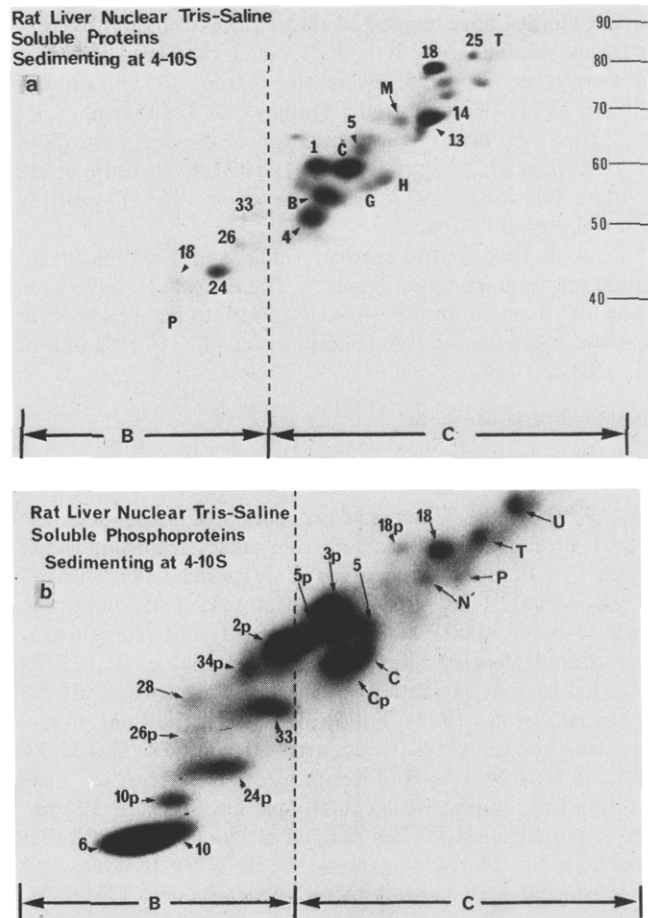 Rat Liver Nuclear Tris-Saline
Soluble Proteins
Sedimenting at 4-10S
a
90
80
70
60
50
40
25 T
18
M
14
13
5
1 C
H
G
B
4
33
26
18
24
P
B C
Rat Liver Nuclear Tris-Saline
Soluble Phosphoproteins
Sedimenting at 4-10S
b
U
18p 18
T
3p
5p 5
P
N'
2p
34p
C
Cp
28
33
26p
24p
10p
6 10
B C